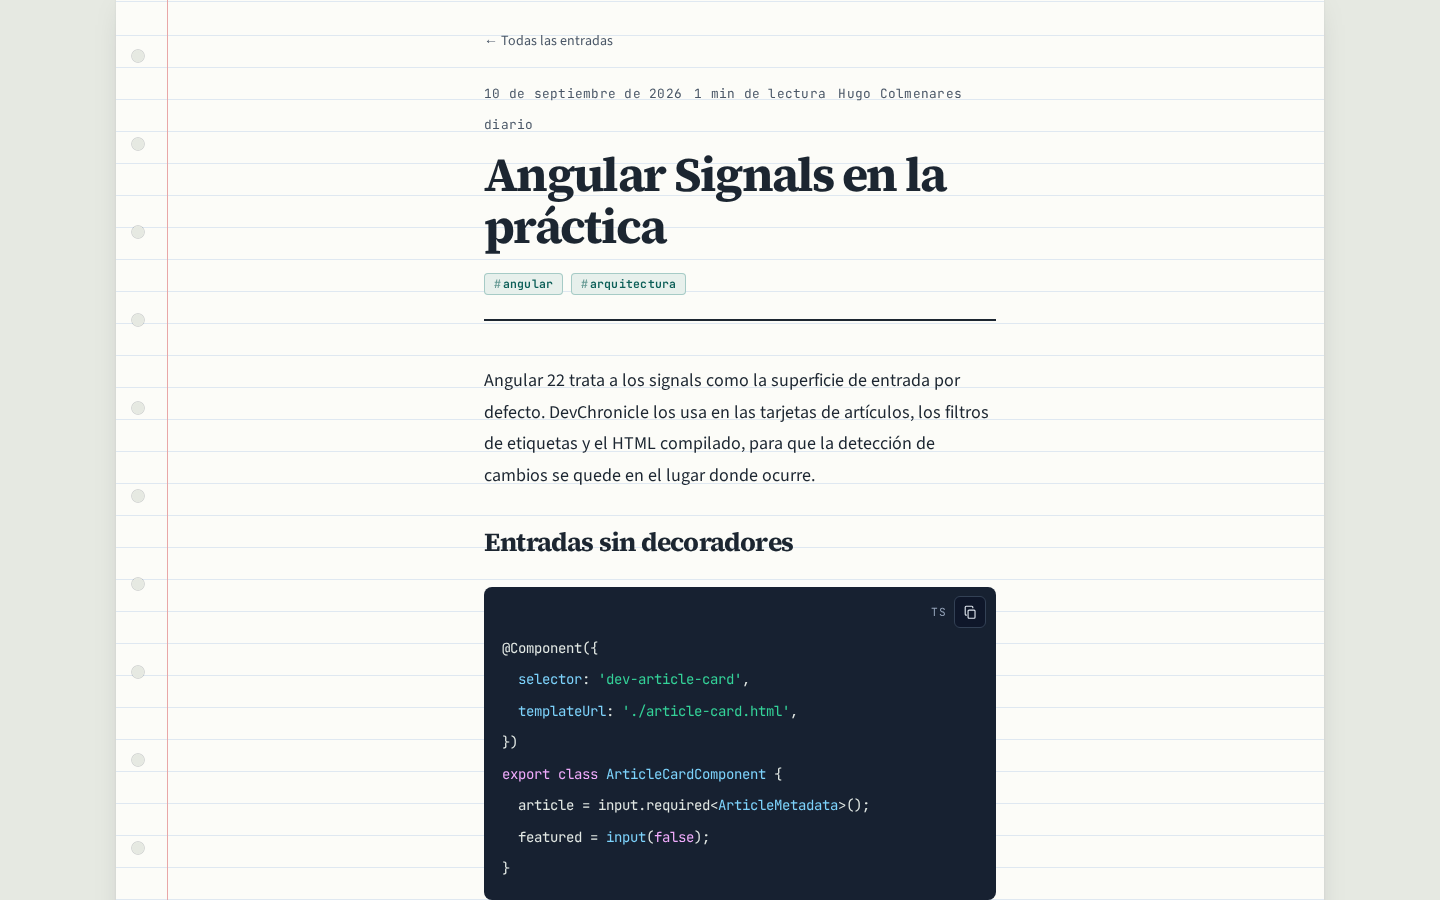 ← Todas las entradas
10 de septiembre de 2026 1 min de lectura Hugo Colmenares
diario
Angular Signals en la
práctica
#angular #arquitectura
Angular 22 trata a los signals como la superficie de entrada por
defecto. DevChronicle los usa en las tarjetas de artículos, los filtros
de etiquetas y el HTML compilado, para que la detección de
cambios se quede en el lugar donde ocurre.
Entradas sin decoradores
TS
@Component({
  selector: 'dev-article-card',
  templateUrl: './article-card.html',
})
export class ArticleCardComponent {
  article = input.required<ArticleMetadata>();
  featured = input(false);
}